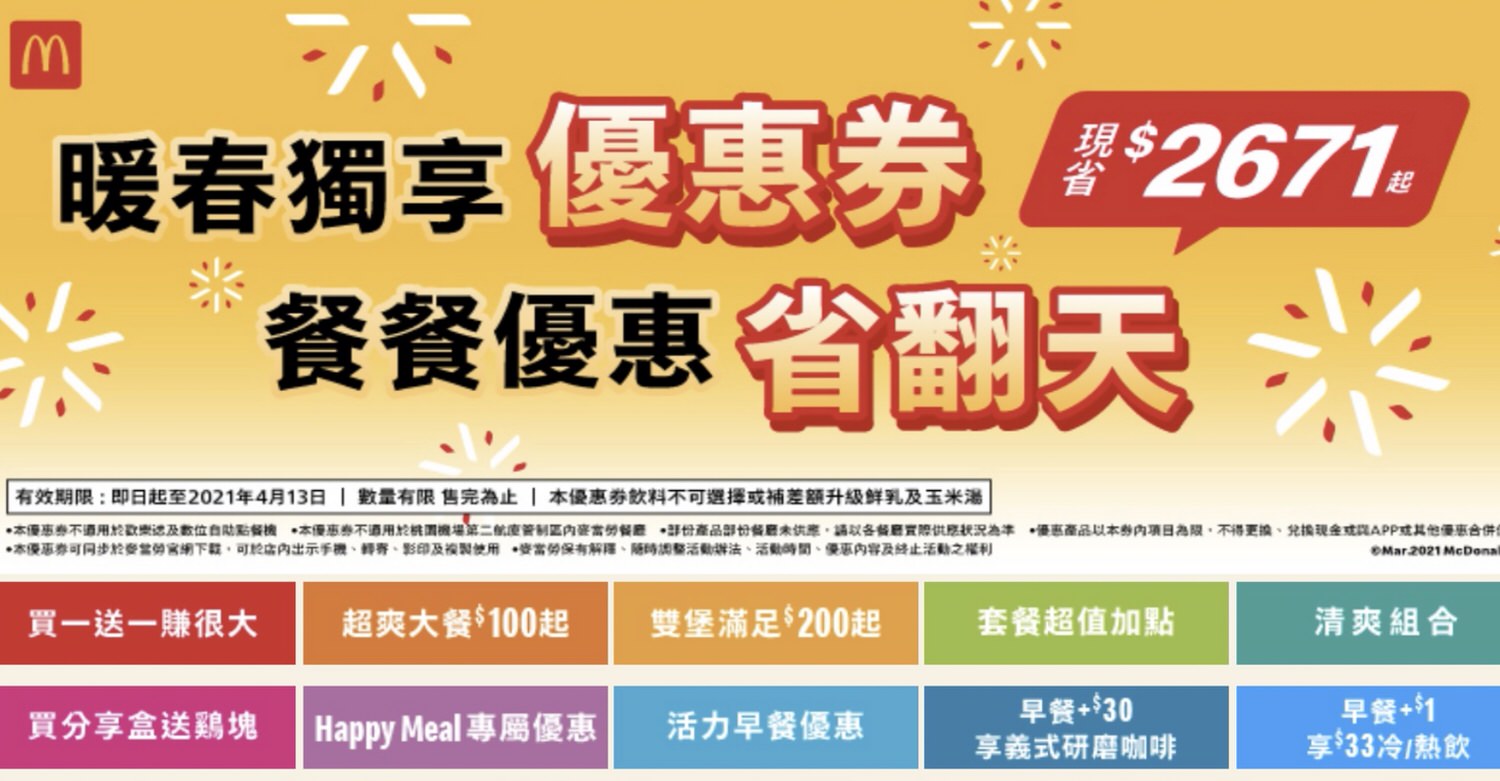 暖春獨享 優惠券
現省$2671起
餐餐優惠 省翻天
有效期限:即日起至2021年4月13日 | 數量有限 售完為止 | 本優惠券飲料不可選擇或補差額升級鮮乳及玉米湯
•本優惠券不適用於歡樂送及數位自助點餐機 •本優惠券不適用於桃園機場第二航廈管制區內麥當勞餐廳 •部份產品部份餐廳未供應,請以各餐廳實際供應狀況為準 •優惠產品以本券內項目為限,不得更換、兌換現金或與APP或其他優惠合併
•本優惠券可同步於麥當勞官網下載,可於店內出示手機、轉寄、影印及複製使用 •麥當勞保有解釋、隨時調整活動辦法、活動時間、優惠內容及終止活動之權利
©Mar.2021 McDonal
買一送一賺很大
超爽大餐$100起
雙堡滿足$200起
套餐超值加點
清爽組合
買分享盒送鷄塊
Happy Meal 專屬優惠
活力早餐優惠
早餐+$30
享義式研磨咖啡
早餐+$1
享$33冷/熱飲